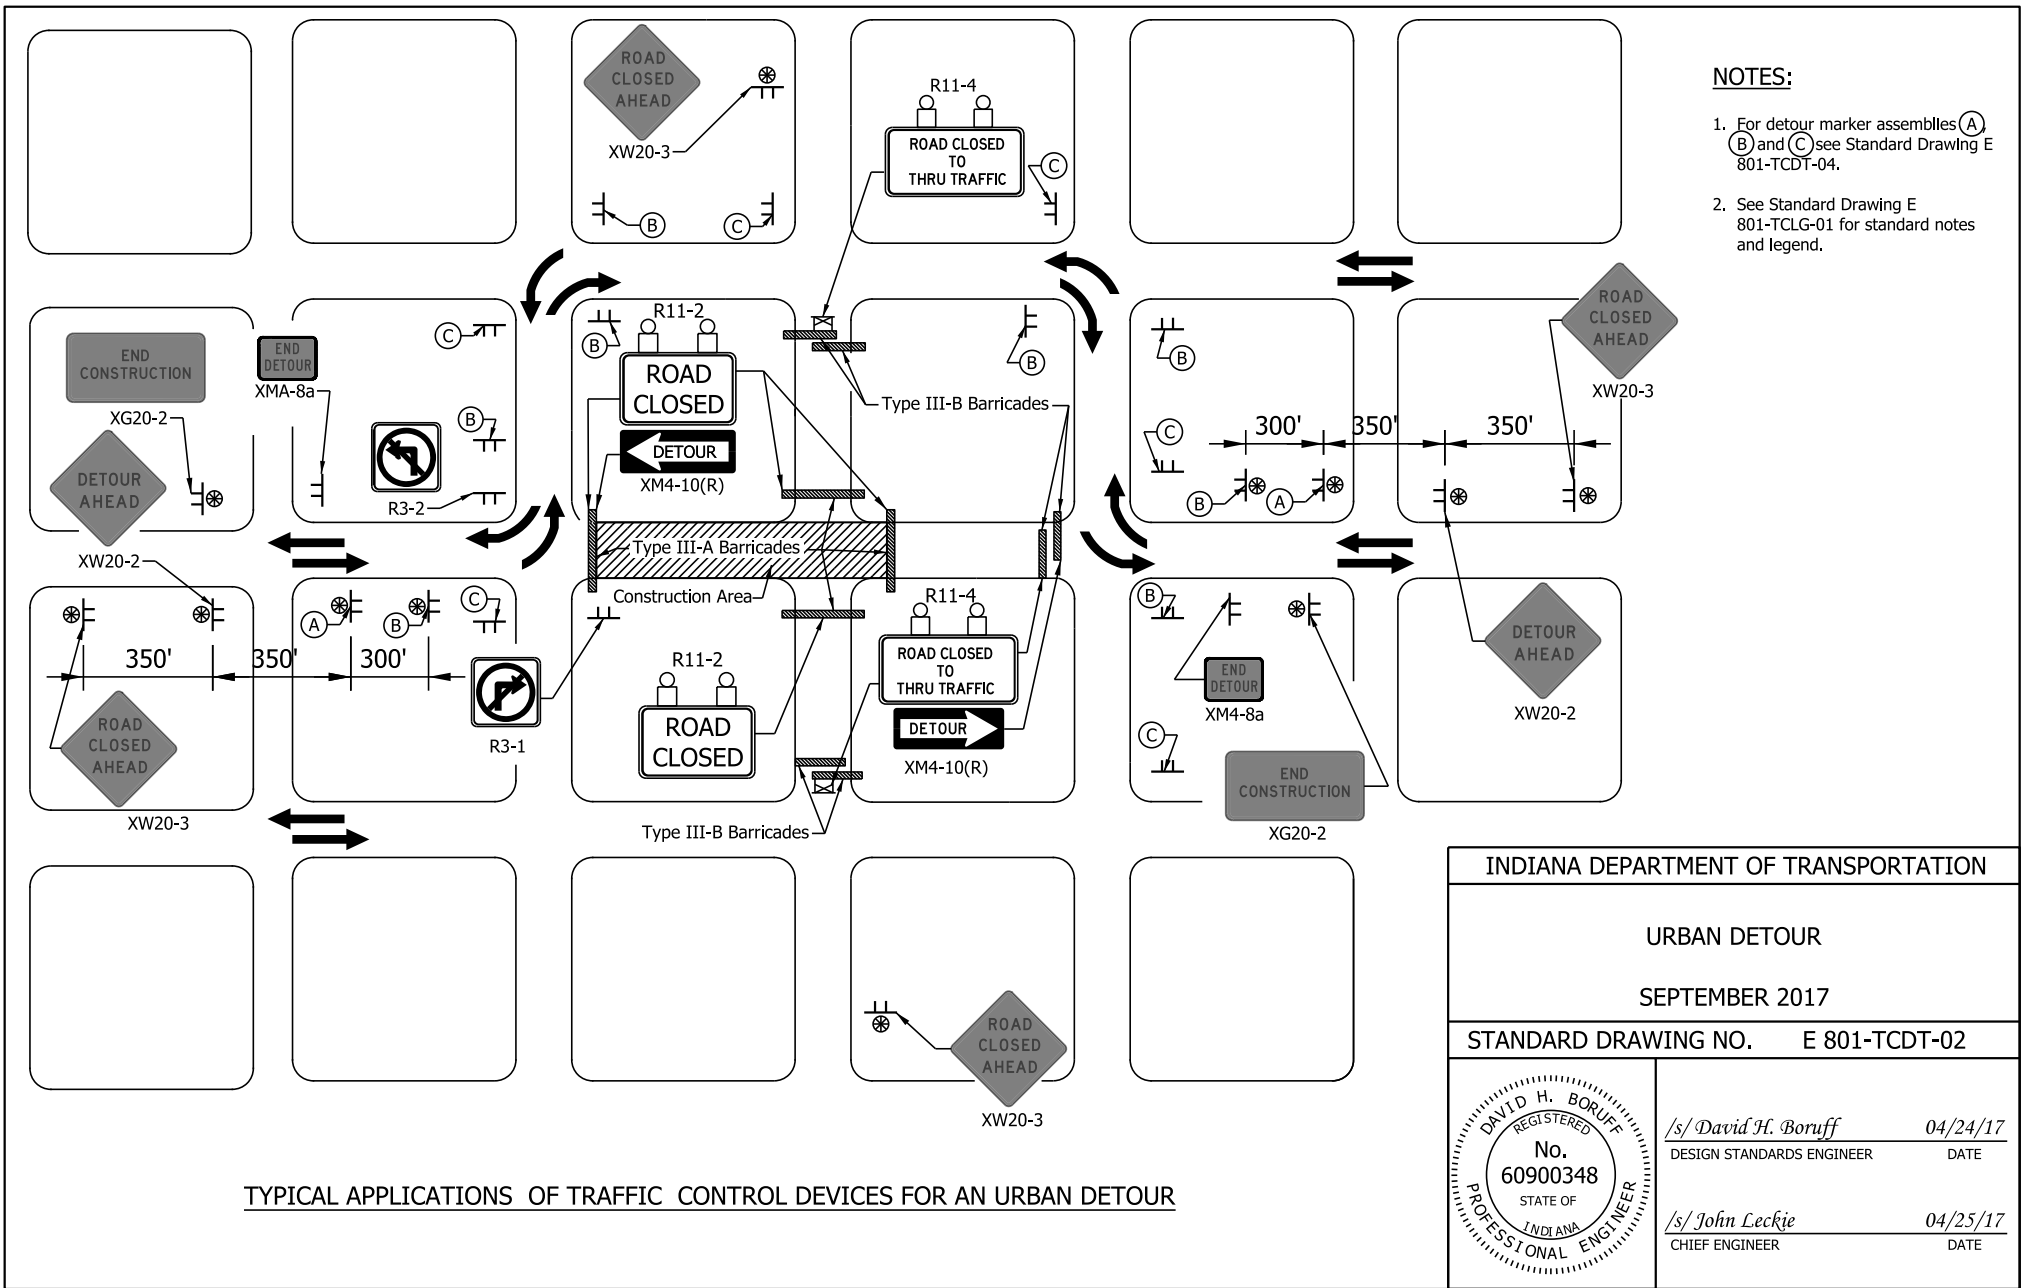 ROAD
CLOSED
AHEAD
XW20-3
B
C
R11-4
ROAD CLOSED
TO
THRU TRAFFIC
C
NOTES:
1. For detour marker assemblies A,
B and C see Standard Drawing E
801-TCDT-04.
2. See Standard Drawing E
801-TCLG-01 for standard notes
and legend.
END
CONSTRUCTION
XG20-2
DETOUR
AHEAD
XW20-2
END
DETOUR
XMA-8a
C
B
R3-2
B
R11-2
ROAD
CLOSED
DETOUR
XM4-10(R)
B
Type III-B Barricades
B
C
300'
350'
350'
B
A
ROAD
CLOSED
AHEAD
XW20-3
Type III-A Barricades
Construction Area
A
B
C
350'
350'
300'
ROAD
CLOSED
AHEAD
XW20-3
R3-1
R11-2
ROAD
CLOSED
R11-4
ROAD CLOSED
TO
THRU TRAFFIC
DETOUR
XM4-10(R)
Type III-B Barricades
B
END
DETOUR
XM4-8a
C
END
CONSTRUCTION
XG20-2
DETOUR
AHEAD
XW20-2
ROAD
CLOSED
AHEAD
XW20-3
TYPICAL APPLICATIONS OF TRAFFIC CONTROL DEVICES FOR AN URBAN DETOUR
INDIANA DEPARTMENT OF TRANSPORTATION
URBAN DETOUR
SEPTEMBER 2017
STANDARD DRAWING NO. E 801-TCDT-02
DAVID H. BORUFF
REGISTERED
No.
60900348
STATE OF
INDIANA
PROFESSIONAL ENGINEER
/s/ David H. Boruff 04/24/17
DESIGN STANDARDS ENGINEER DATE
/s/ John Leckie 04/25/17
CHIEF ENGINEER DATE